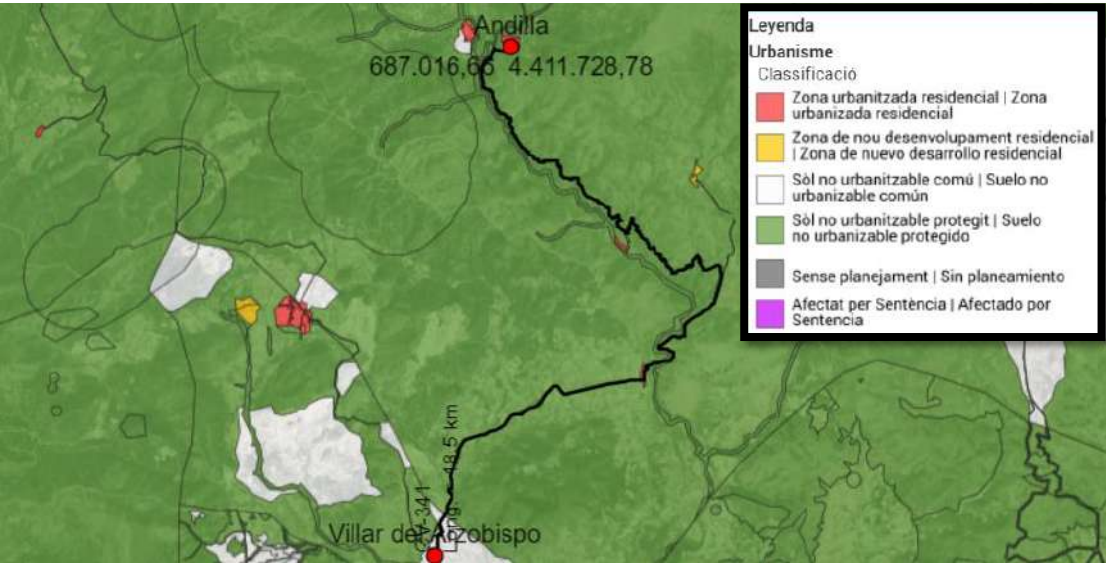 Andilla
687.016,66 4.411.728,78
Leyenda
Urbanisme
Classificació
Zona urbanitzada residencial | Zona
urbanizada residencial
Zona de nou desenvolupament residencial
| Zona de nuevo desarrollo residencial
Sòl no urbanitzable comú | Suelo no
urbanizable común
Sòl no urbanitzable protegit | Suelo
no urbanizable protegido
Sense planejament | Sin planeamiento
Afectat per Sentència | Afectado por
Sentencia
CV-341
18,5 km
Villar del Arzobispo